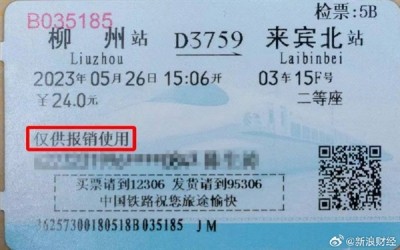 B035185 检票:5B
柳州站 D3759 来宾北站
Liuzhou Laibinbei
2023年05月26日15:06开 03车15F号
￥24.0元 二等座
仅供报销使用
买票请到12306 发货请到95306
中国铁路祝您旅途愉快
36257300180518B035185 JM
@新浪财经